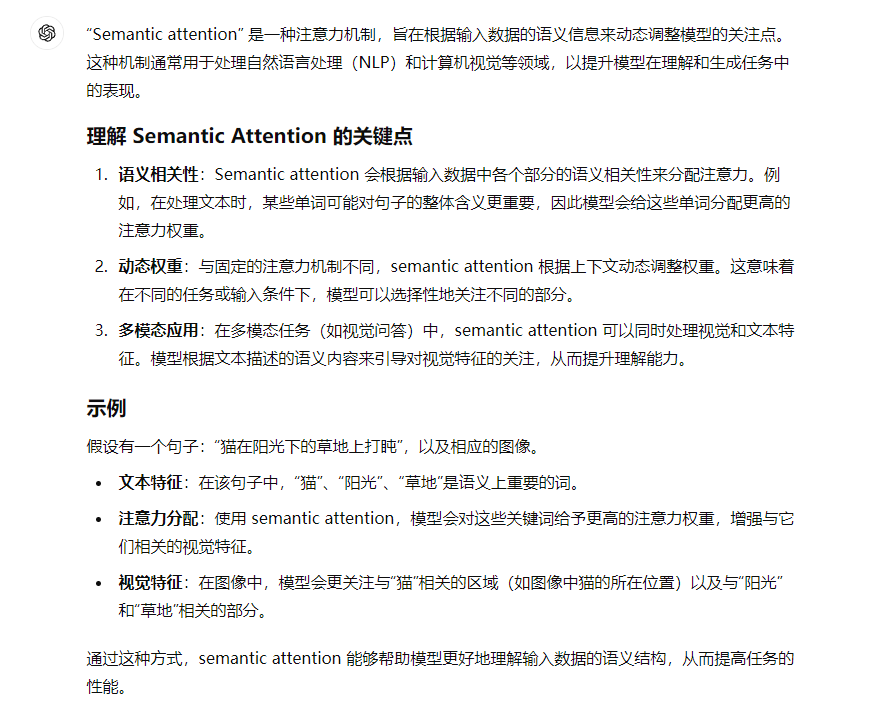 “Semantic attention” 是一种注意力机制，旨在根据输入数据的语义信息来动态调整模型的关注点。
这种机制通常用于处理自然语言处理（NLP）和计算机视觉等领域，以提升模型在理解和生成任务中
的表现。
理解 Semantic Attention 的关键点
1. 语义相关性：Semantic attention 会根据输入数据中各个部分的语义相关性来分配注意力。例
如，在处理文本时，某些单词可能对句子的整体含义更重要，因此模型会给这些单词分配更高的
注意力权重。
2. 动态权重：与固定的注意力机制不同，semantic attention 根据上下文动态调整权重。这意味着
在不同的任务或输入条件下，模型可以选择性地关注不同的部分。
3. 多模态应用：在多模态任务（如视觉问答）中，semantic attention 可以同时处理视觉和文本特
征。模型根据文本描述的语义内容来引导对视觉特征的关注，从而提升理解能力。
示例
假设有一个句子：“猫在阳光下的草地上打盹”，以及相应的图像。
• 文本特征：在该句子中，“猫”、“阳光”、“草地”是语义上重要的词。
• 注意力分配：使用 semantic attention，模型会对这些关键词给予更高的注意力权重，增强与它
们相关的视觉特征。
• 视觉特征：在图像中，模型会更关注与“猫”相关的区域（如图像中猫的所在位置）以及与“阳光”
和“草地”相关的部分。
通过这种方式，semantic attention 能够帮助模型更好地理解输入数据的语义结构，从而提高任务的
性能。